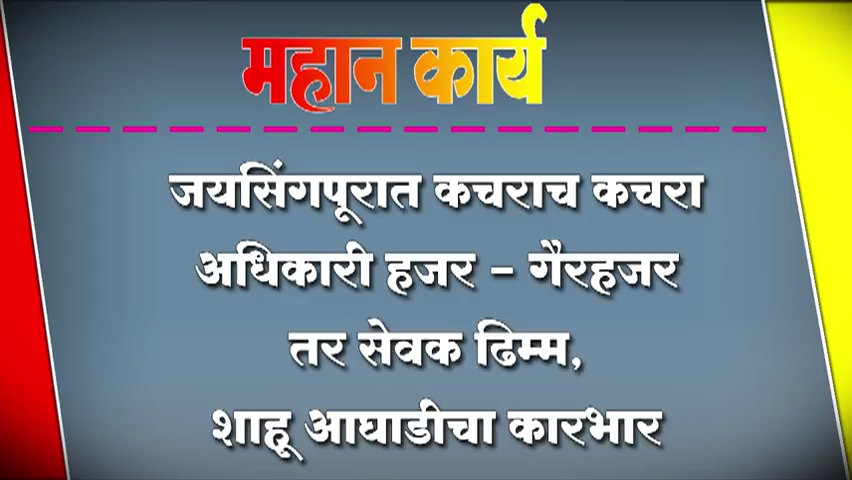 महान कार्य
जयसिंगपूरात कचराच कचरा
अधिकारी हजर – गैरहजर
तर सेवक ढिम्म,
शाहू आघाडीचा कारभार